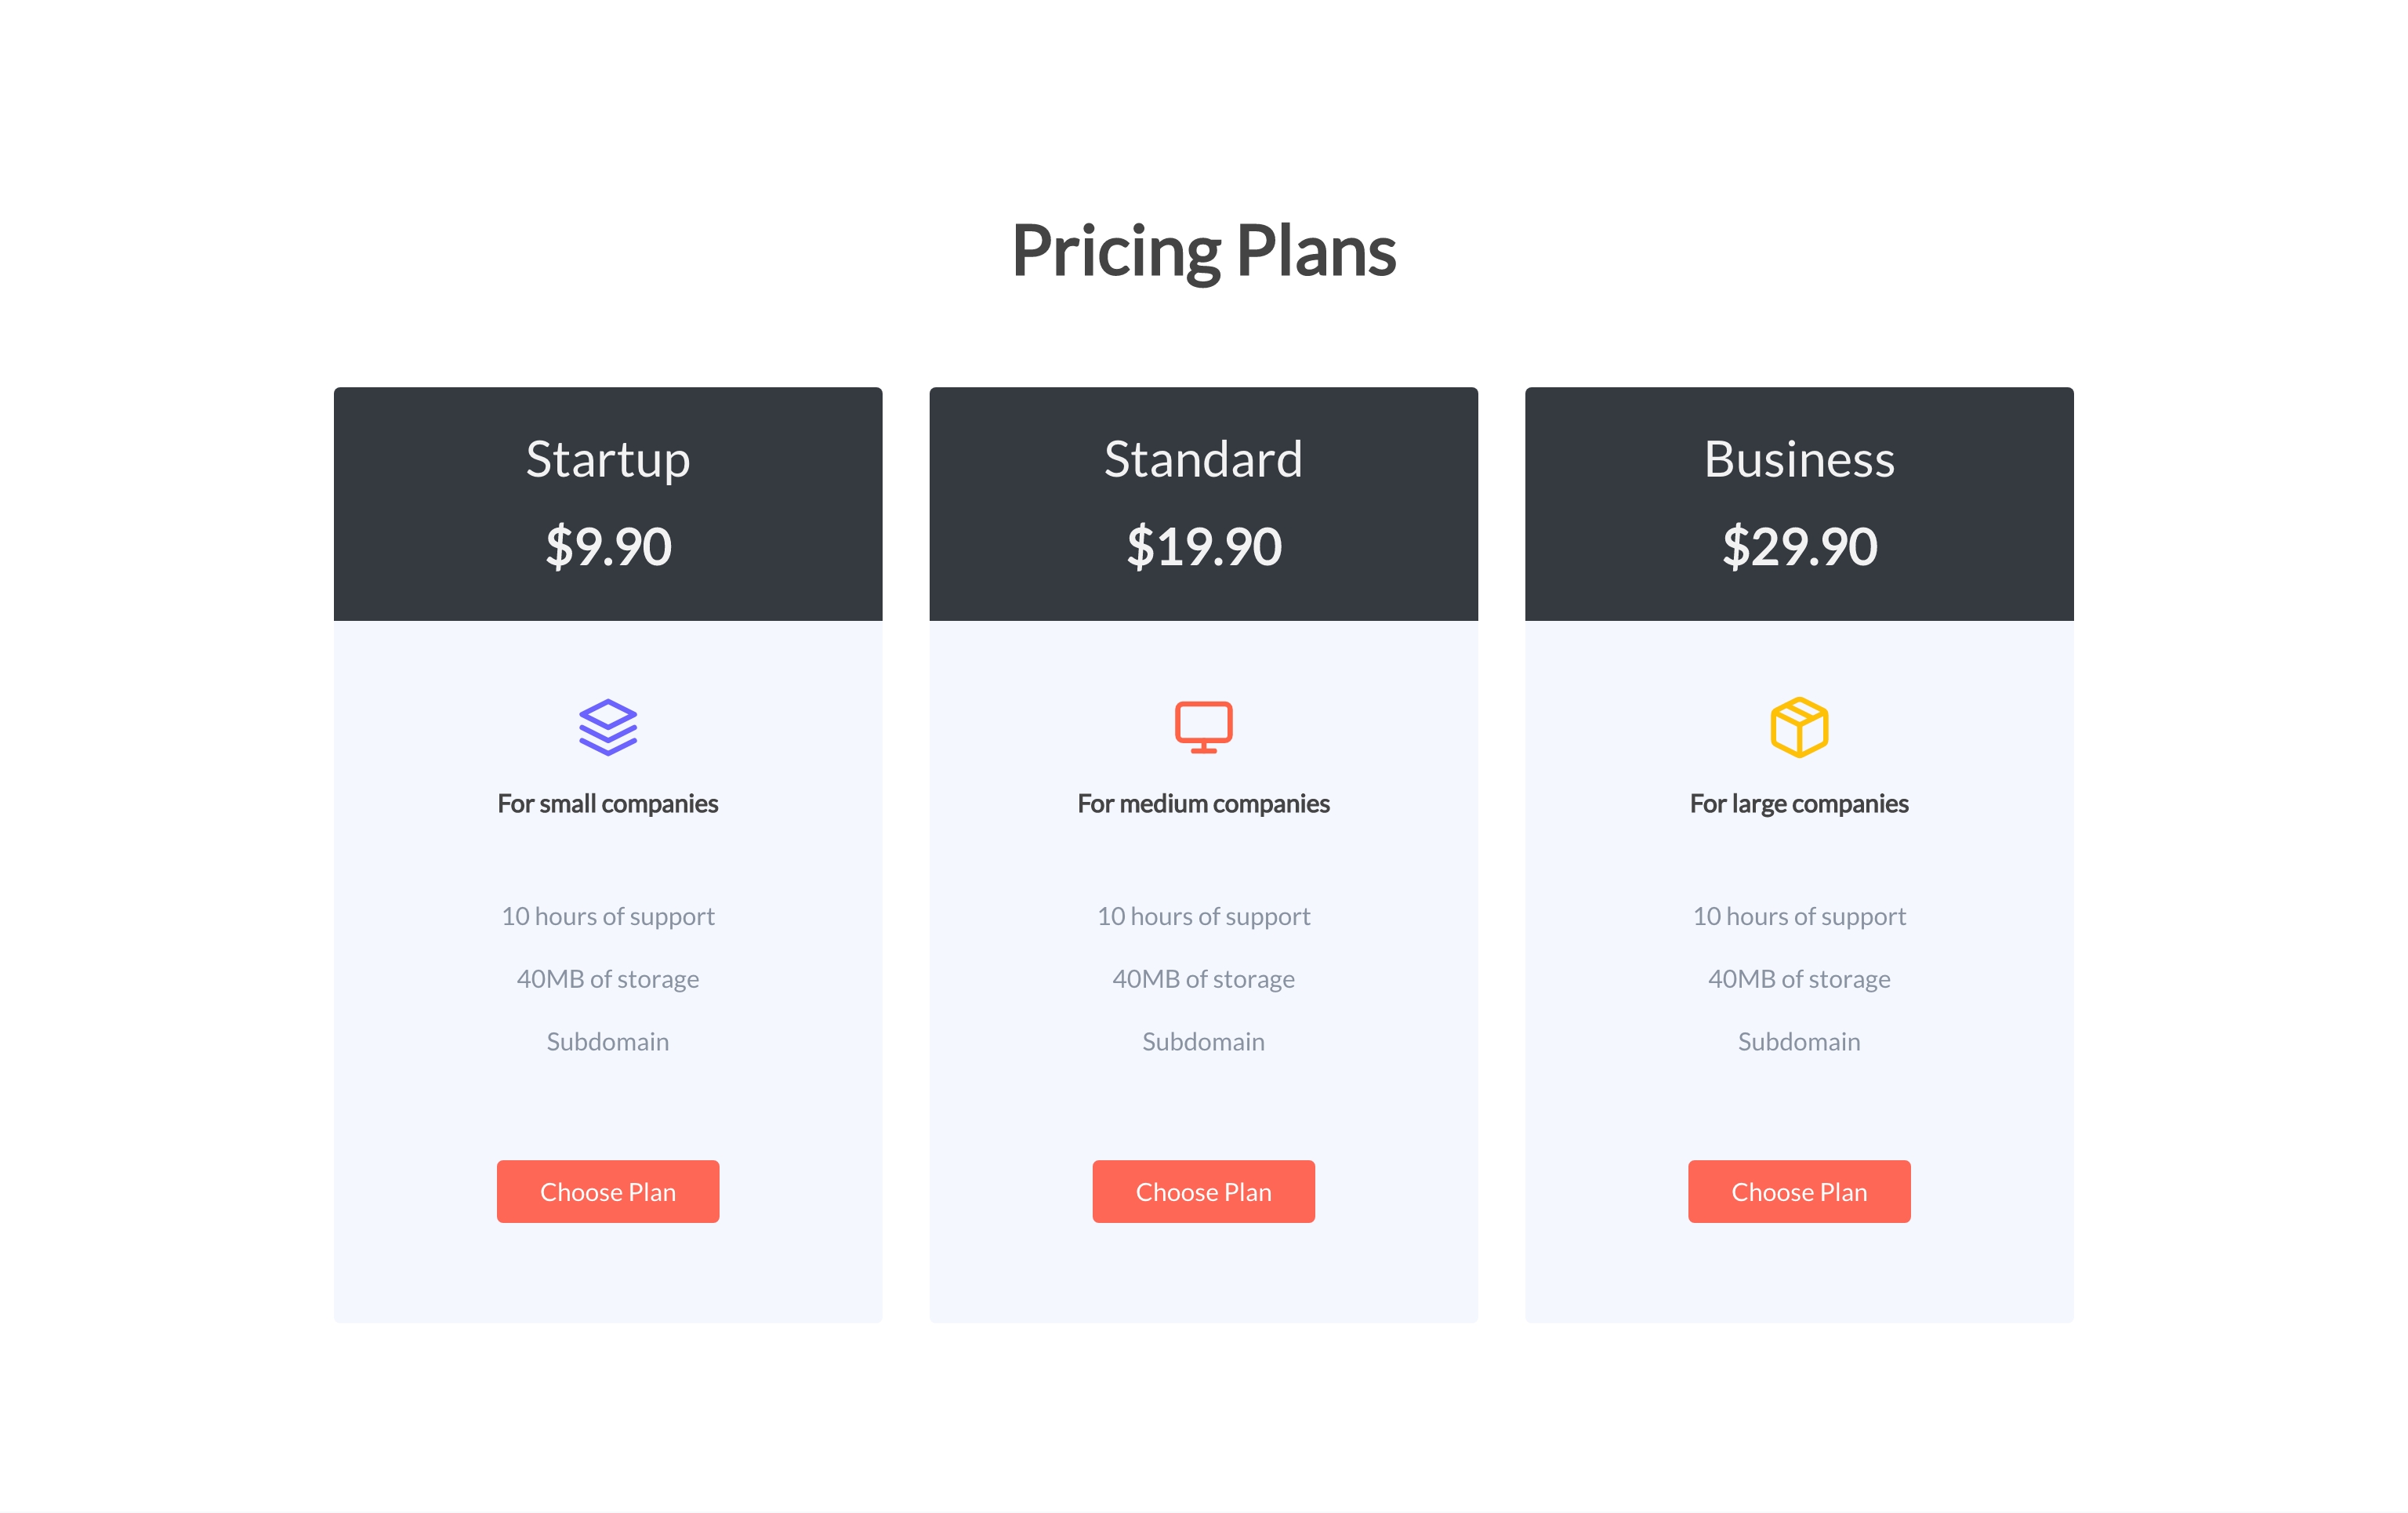 Pricing Plans
Startup
$9.90
For small companies
10 hours of support
40MB of storage
Subdomain
Choose Plan
Standard
$19.90
For medium companies
10 hours of support
40MB of storage
Subdomain
Choose Plan
Business
$29.90
For large companies
10 hours of support
40MB of storage
Subdomain
Choose Plan